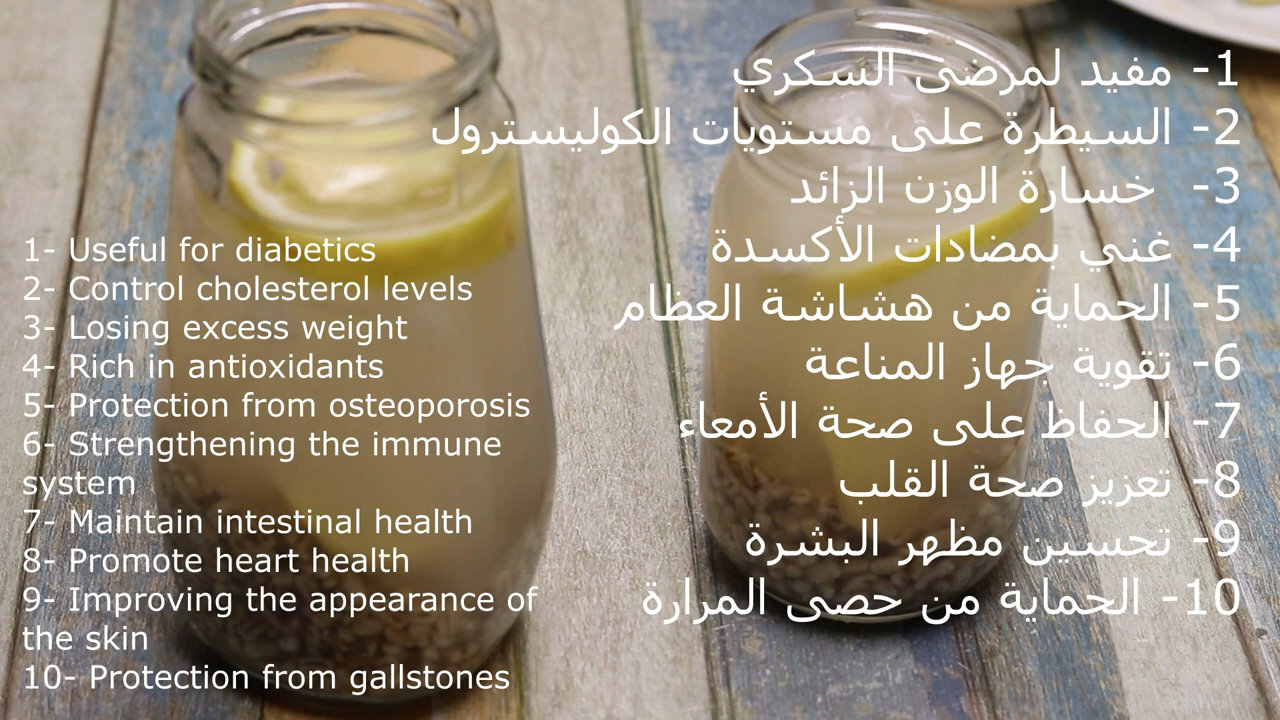 1- مفيد لمرضى السكري
2- السيطرة على مستويات الكوليسترول
3- خسارة الوزن الزائد
4- غني بمضادات الأكسدة
5- الحماية من هشاشة العظام
6- تقوية جهاز المناعة
7- الحفاظ على صحة الأمعاء
8- تعزيز صحة القلب
9- تحسين مظهر البشرة
10- الحماية من حصى المرارة
1- Useful for diabetics
2- Control cholesterol levels
3- Losing excess weight
4- Rich in antioxidants
5- Protection from osteoporosis
6- Strengthening the immune
system
7- Maintain intestinal health
8- Promote heart health
9- Improving the appearance of
the skin
10- Protection from gallstones